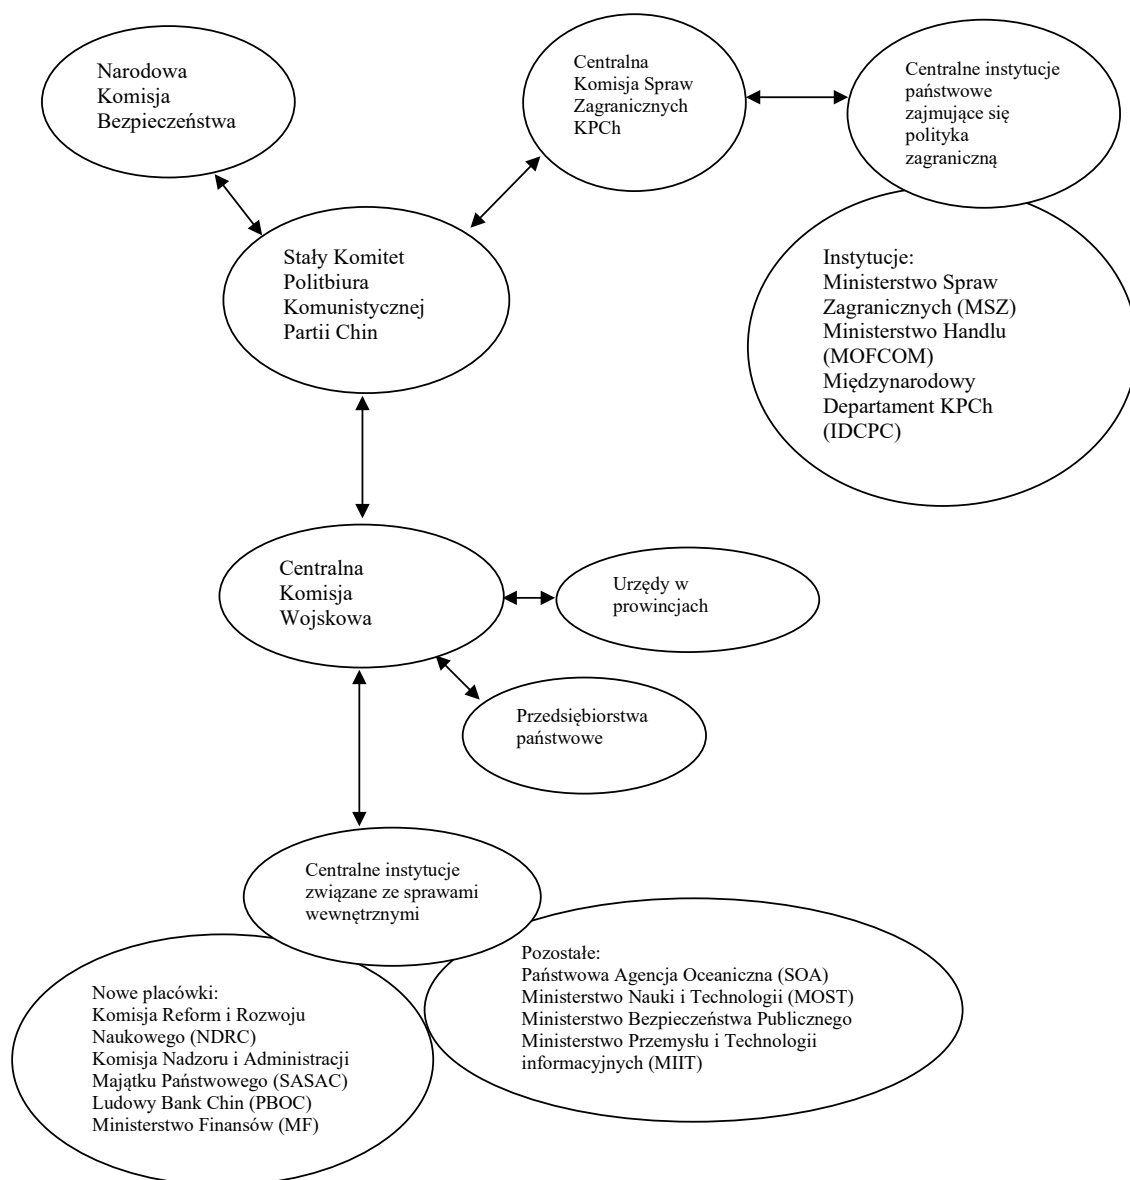 Narodowa
Komisja
Bezpieczeństwa
Centralna
Komisja Spraw
Zagranicznych
KPCh
Centralne instytucje
państwowe
zajmujące się
polityka
zagraniczną
Stały Komitet
Politbiura
Komunistycznej
Partii Chin
Instytucje:
Ministerstwo Spraw
Zagranicznych (MSZ)
Ministerstwo Handlu
(MOFCOM)
Międzynarodowy
Departament KPCh
(IDCPC)
Centralna
Komisja
Wojskowa
Urzędy w
prowincjach
Przedsiębiorstwa
państwowe
Centralne instytucje
związane ze sprawami
wewnętrznymi
Nowe placówki:
Komisja Reform i Rozwoju
Naukowego (NDRC)
Komisja Nadzoru i Administracji
Majątku Państwowego (SASAC)
Ludowy Bank Chin (PBOC)
Ministerstwo Finansów (MF)
Pozostałe:
Państwowa Agencja Oceaniczna (SOA)
Ministerstwo Nauki i Technologii (MOST)
Ministerstwo Bezpieczeństwa Publicznego
Ministerstwo Przemysłu i Technologii
informacyjnych (MIIT)